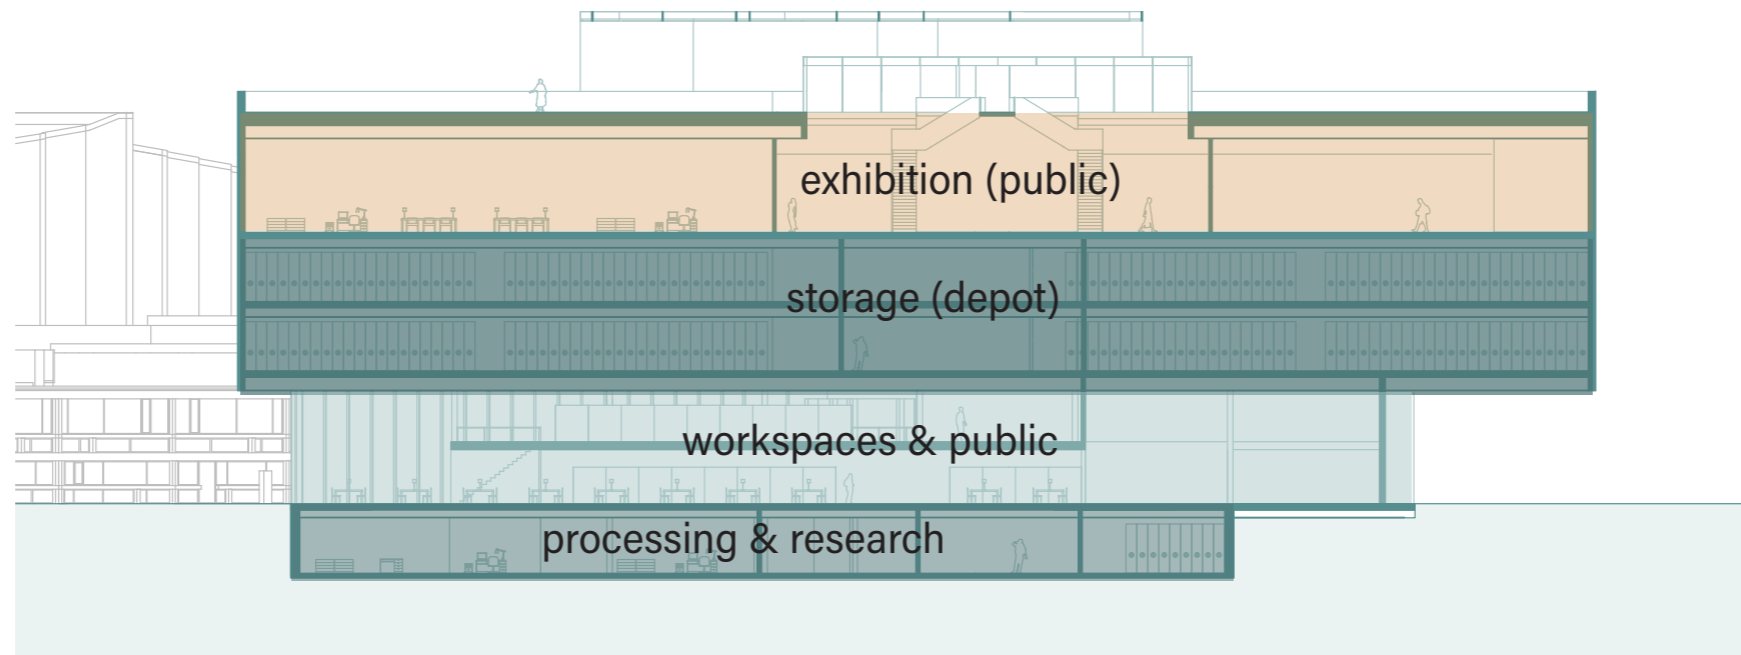 exhibition (public)
storage (depot)
workspaces & public
processing & research